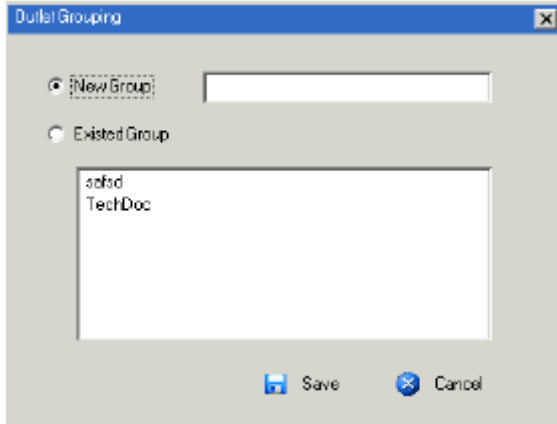 Outlet Grouping
New Group
Existed Group
safsd
TechDoc
Save
Cancel